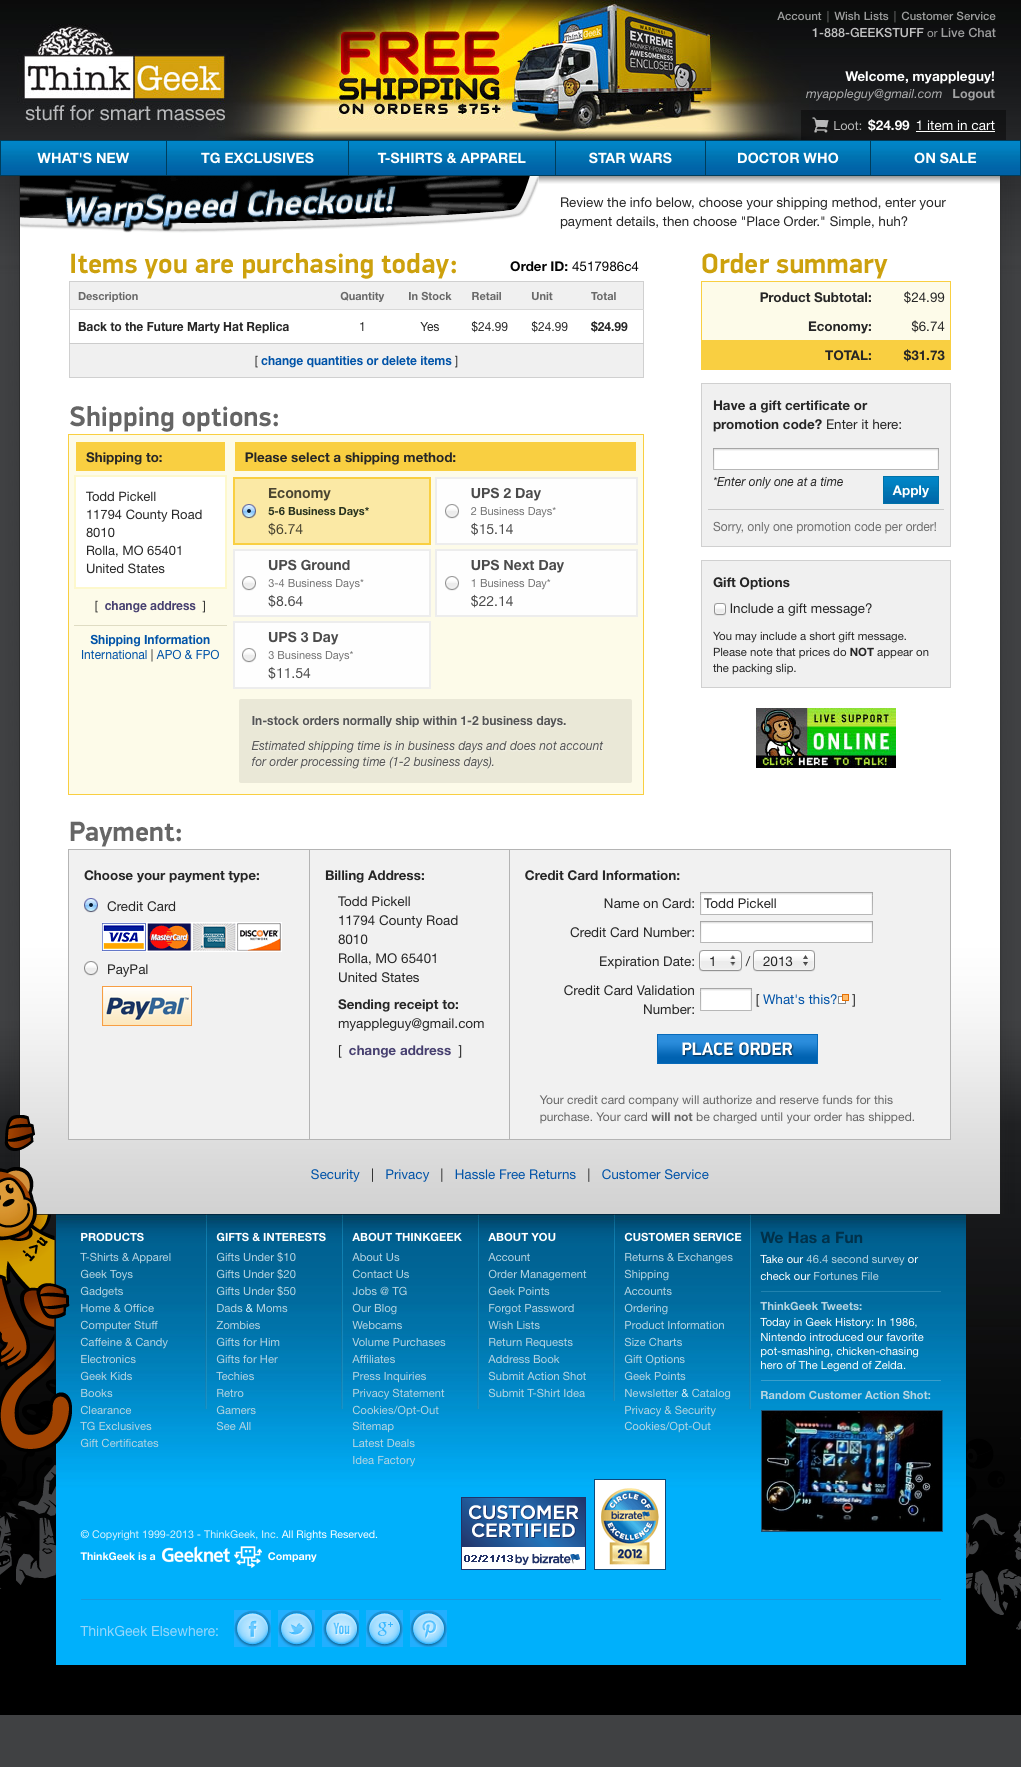 Account | Wish Lists | Customer Service
1-888-GEEKSTUFF or Live Chat
ThinkGeek
stuff for smart masses
FREE
SHIPPING
ON ORDERS $75+
ThinkGeek
WARNING!
EXTREME
MONKEY-POWERED
AWESOMENESS
ENCLOSED
Welcome, myappleguy!
myappleguy@gmail.com Logout
Loot: $24.99 1 item in cart
WHAT'S NEW
TG EXCLUSIVES
T-SHIRTS & APPAREL
STAR WARS
DOCTOR WHO
ON SALE
WarpSpeed Checkout!
Review the info below, choose your shipping method, enter your
payment details, then choose "Place Order." Simple, huh?
Items you are purchasing today:
Order ID: 4517986c4
Description Quantity In Stock Retail Unit Total
Back to the Future Marty Hat Replica 1 Yes $24.99 $24.99 $24.99
[ change quantities or delete items ]
Order summary
Product Subtotal: $24.99
Economy: $6.74
TOTAL: $31.73
Have a gift certificate or
promotion code? Enter it here:
*Enter only one at a time
Apply
Sorry, only one promotion code per order!
Gift Options
Include a gift message?
You may include a short gift message.
Please note that prices do NOT appear on
the packing slip.
LIVE SUPPORT
ONLINE
CLICK HERE TO TALK!
Shipping options:
Shipping to:
Todd Pickell
11794 County Road
8010
Rolla, MO 65401
United States
[ change address ]
Shipping Information
International | APO & FPO
Please select a shipping method:
Economy
5-6 Business Days*
$6.74
UPS 2 Day
2 Business Days*
$15.14
UPS Ground
3-4 Business Days*
$8.64
UPS Next Day
1 Business Day*
$22.14
UPS 3 Day
3 Business Days*
$11.54
In-stock orders normally ship within 1-2 business days.
Estimated shipping time is in business days and does not account
for order processing time (1-2 business days).
Payment:
Choose your payment type:
Credit Card
VISA
MasterCard
AMERICAN EXPRESS
DISCOVER
NETWORK
PayPal
PayPal
Billing Address:
Todd Pickell
11794 County Road
8010
Rolla, MO 65401
United States
Sending receipt to:
myappleguy@gmail.com
[ change address ]
Credit Card Information:
Name on Card: Todd Pickell
Credit Card Number:
Expiration Date: 1 / 2013
Credit Card Validation
Number:
[ What's this? ]
PLACE ORDER
Your credit card company will authorize and reserve funds for this
purchase. Your card will not be charged until your order has shipped.
Security | Privacy | Hassle Free Returns | Customer Service
i>u
PRODUCTS
T-Shirts & Apparel
Geek Toys
Gadgets
Home & Office
Computer Stuff
Caffeine & Candy
Electronics
Geek Kids
Books
Clearance
TG Exclusives
Gift Certificates
GIFTS & INTERESTS
Gifts Under $10
Gifts Under $20
Gifts Under $50
Dads & Moms
Zombies
Gifts for Him
Gifts for Her
Techies
Retro
Gamers
See All
ABOUT THINKGEEK
About Us
Contact Us
Jobs @ TG
Our Blog
Webcams
Volume Purchases
Affiliates
Press Inquiries
Privacy Statement
Cookies/Opt-Out
Sitemap
Latest Deals
Idea Factory
ABOUT YOU
Account
Order Management
Geek Points
Forgot Password
Wish Lists
Return Requests
Address Book
Submit Action Shot
Submit T-Shirt Idea
CUSTOMER SERVICE
Returns & Exchanges
Shipping
Accounts
Ordering
Product Information
Size Charts
Gift Options
Geek Points
Newsletter & Catalog
Privacy & Security
Cookies/Opt-Out
We Has a Fun
Take our 46.4 second survey or
check our Fortunes File
ThinkGeek Tweets:
Today in Geek History: In 1986,
Nintendo introduced our favorite
pot-smashing, chicken-chasing
hero of The Legend of Zelda.
Random Customer Action Shot:
© Copyright 1999-2013 - ThinkGeek, Inc. All Rights Reserved.
ThinkGeek is a Geeknet Company
CUSTOMER
CERTIFIED
02/21/13 by bizrate
CIRCLE OF
bizrate
EXCELLENCE
2012
ThinkGeek Elsewhere:
f
You
g+